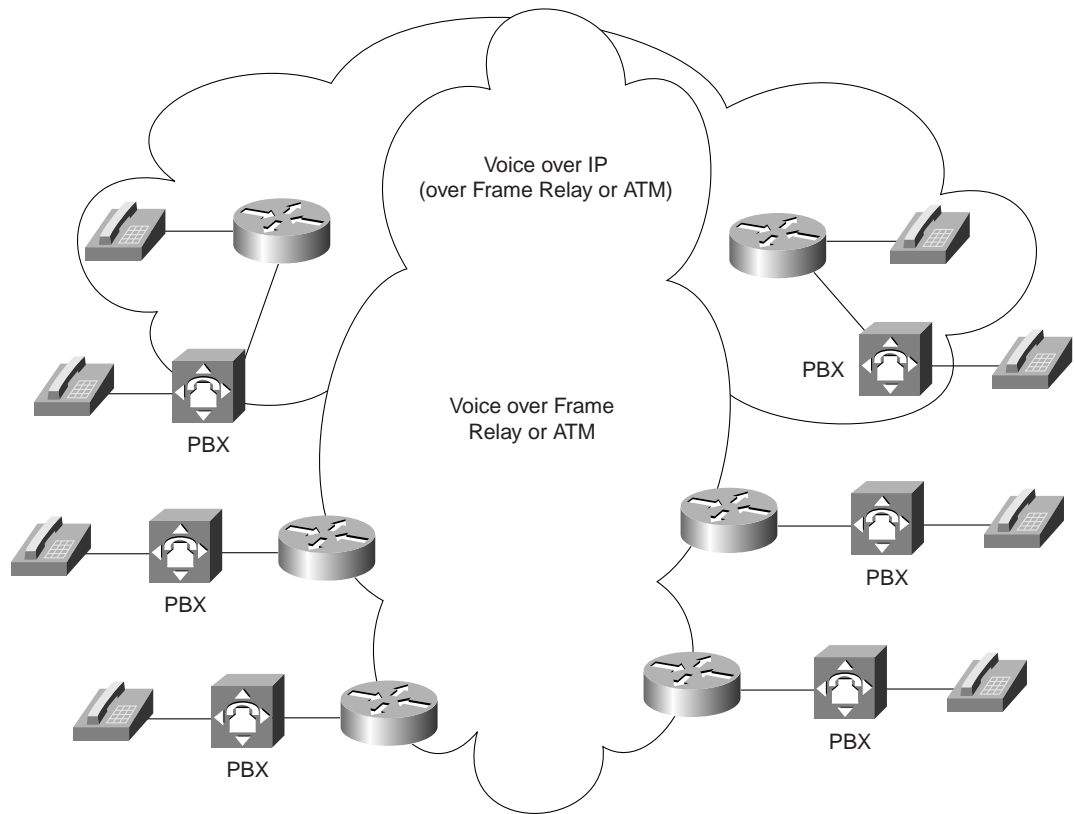 Voice over IP
(over Frame Relay or ATM)
PBX
PBX
Voice over Frame
Relay or ATM
PBX
PBX
PBX
PBX